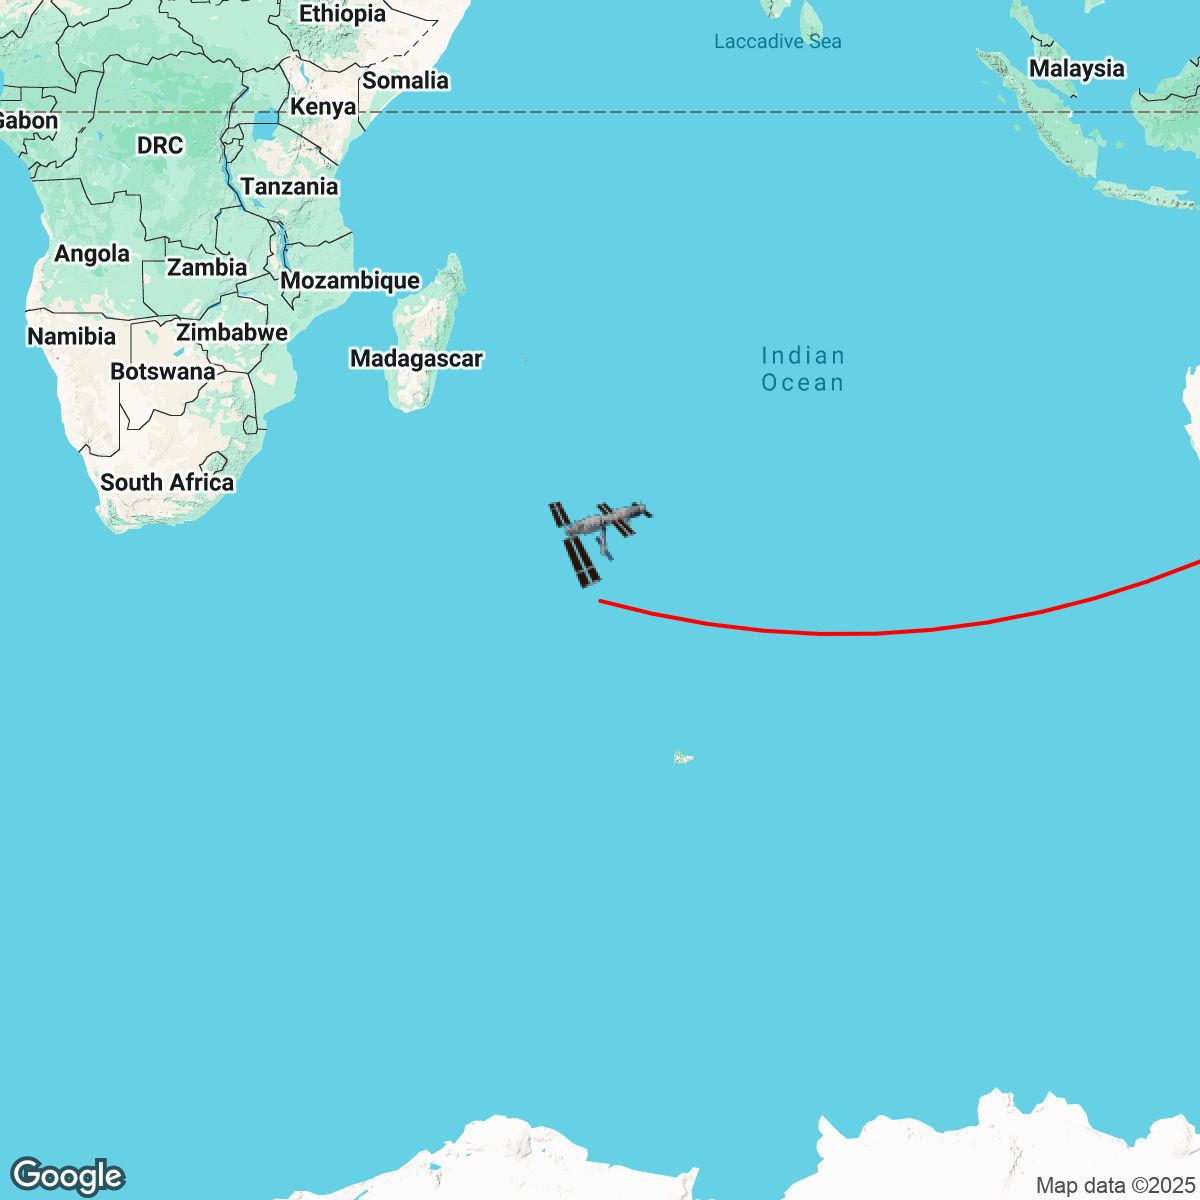 Ethiopia
Laccadive Sea
Malaysia
Somalia
Kenya
Gabon
DRC
Tanzania
Angola
Zambia
Mozambique
Namibia
Zimbabwe
Madagascar
Indian
Ocean
Botswana
South Africa
Google
Map data ©2025